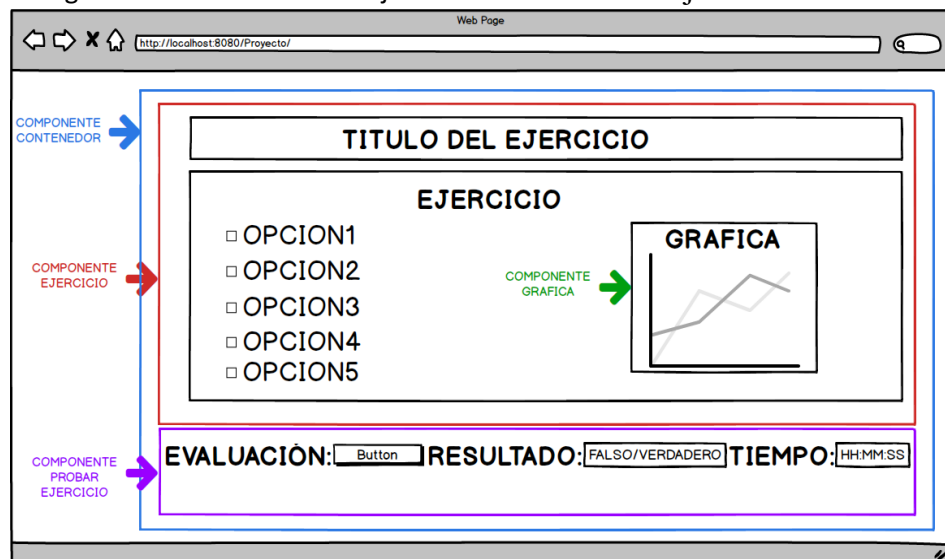 Web Page
http://localhost:8080/Proyecto/
COMPONENTE
CONTENEDOR
TITULO DEL EJERCICIO
EJERCICIO
OPCION1
OPCION2
OPCION3
OPCION4
OPCION5
COMPONENTE
EJERCICIO
COMPONENTE
GRAFICA
GRAFICA
COMPONENTE
PROBAR
EJERCICIO
EVALUACIÓN: Button RESULTADO: FALSO/VERDADERO TIEMPO: HH:MM:SS